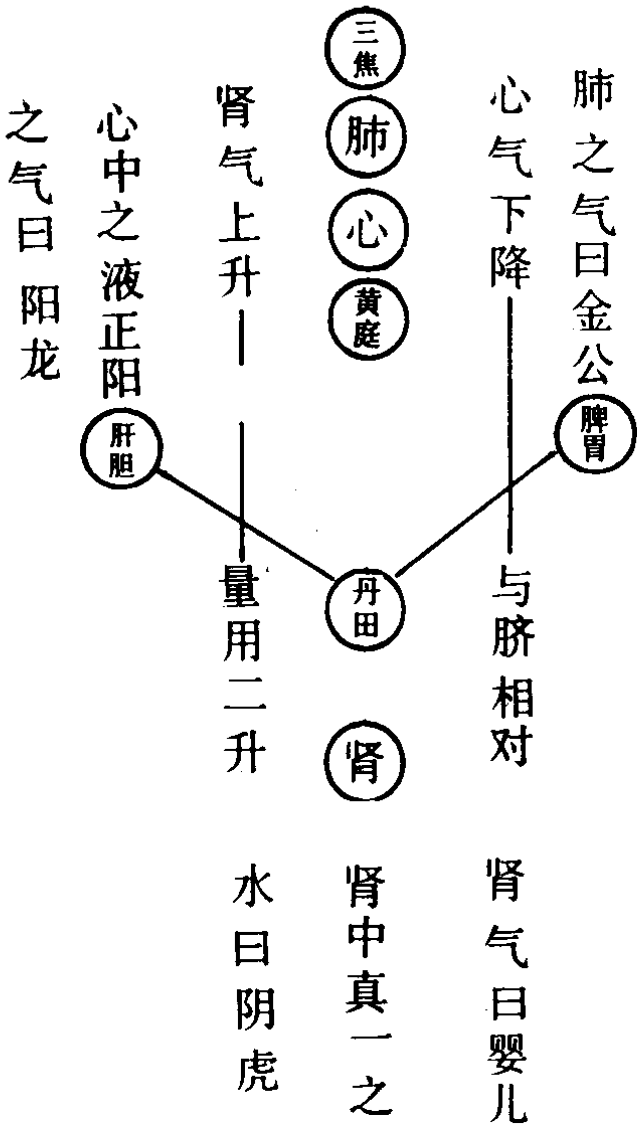 肺之气曰金公
脾胃
心气下降
与脐相对
肾气曰婴儿
三焦
肺
心
黄庭
丹田
肾
肾中真一之
水曰阴虎
肾气上升
量用二升
心中之液正阳
肝胆
之气曰阳龙